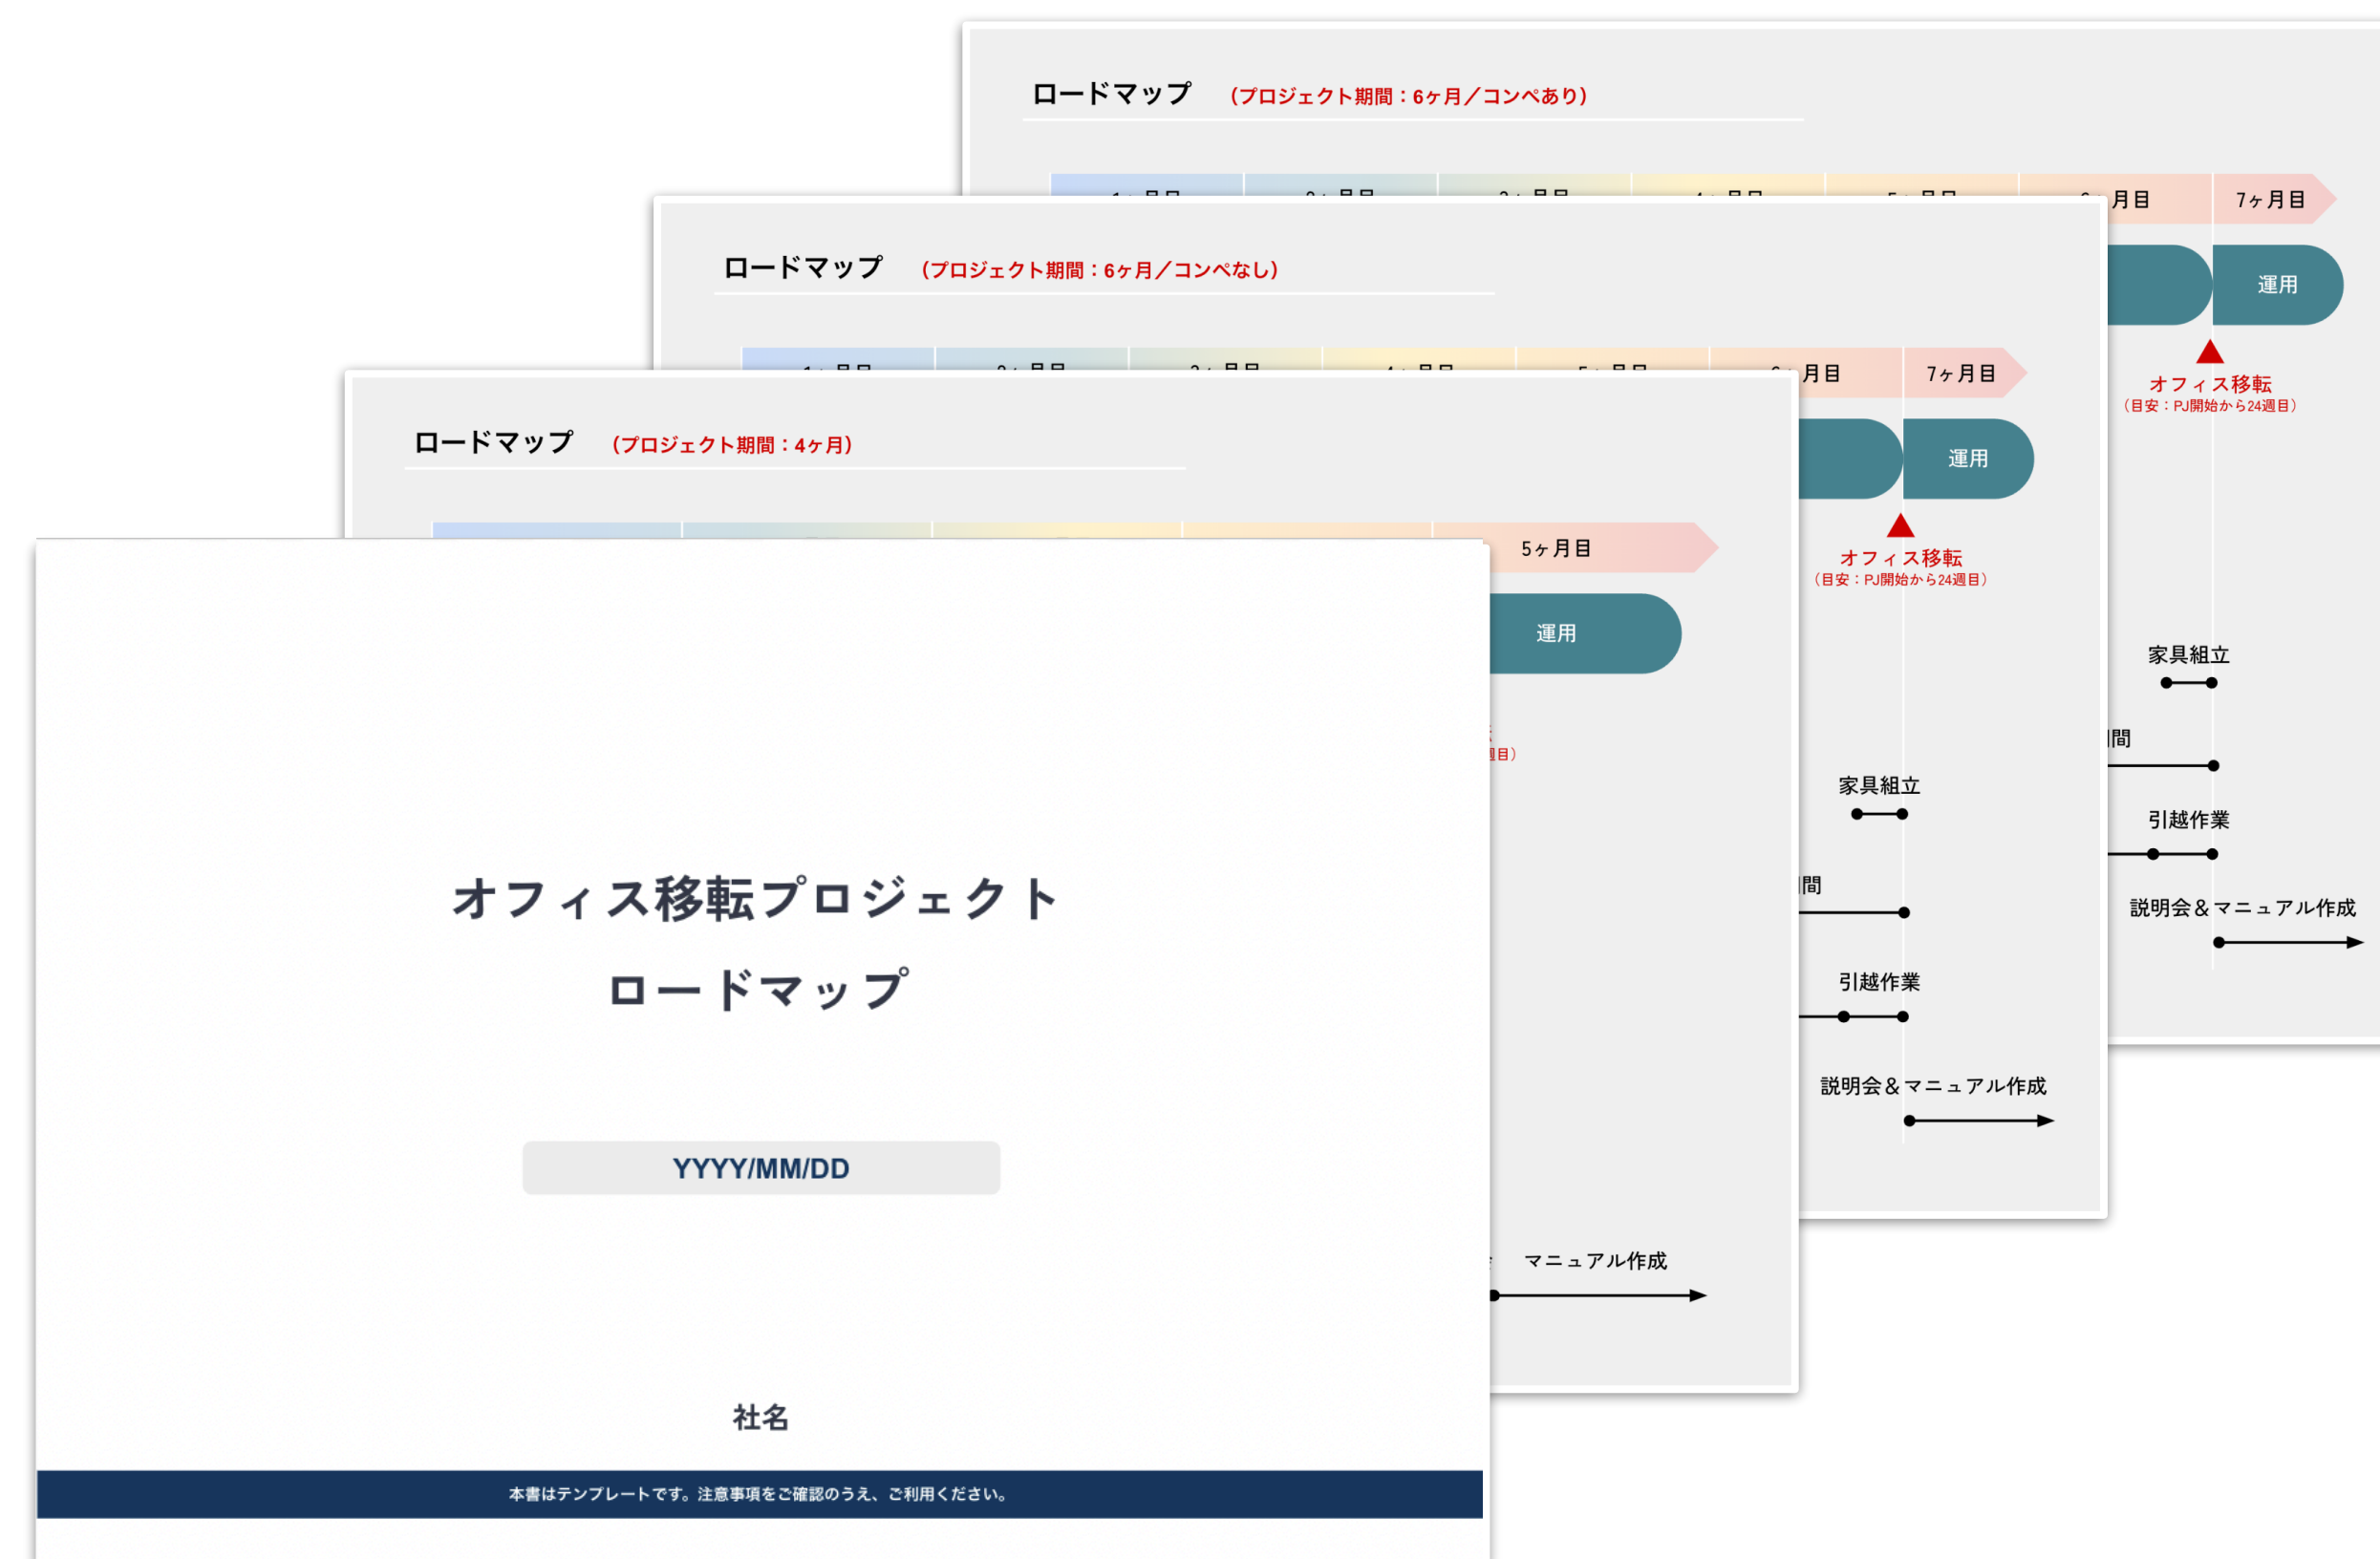 ロードマップ （プロジェクト期間：6ヶ月／コンペあり）
7ヶ月目
運用
オフィス移転
（目安：PJ開始から24週目）
家具組立
引越作業
説明会＆マニュアル作成
ロードマップ （プロジェクト期間：6ヶ月／コンペなし）
7ヶ月目
運用
オフィス移転
（目安：PJ開始から24週目）
家具組立
引越作業
説明会＆マニュアル作成
ロードマップ （プロジェクト期間：4ヶ月）
5ヶ月目
運用
マニュアル作成
オフィス移転プロジェクト
ロードマップ
YYYY/MM/DD
社名
本書はテンプレートです。注意事項をご確認のうえ、ご利用ください。